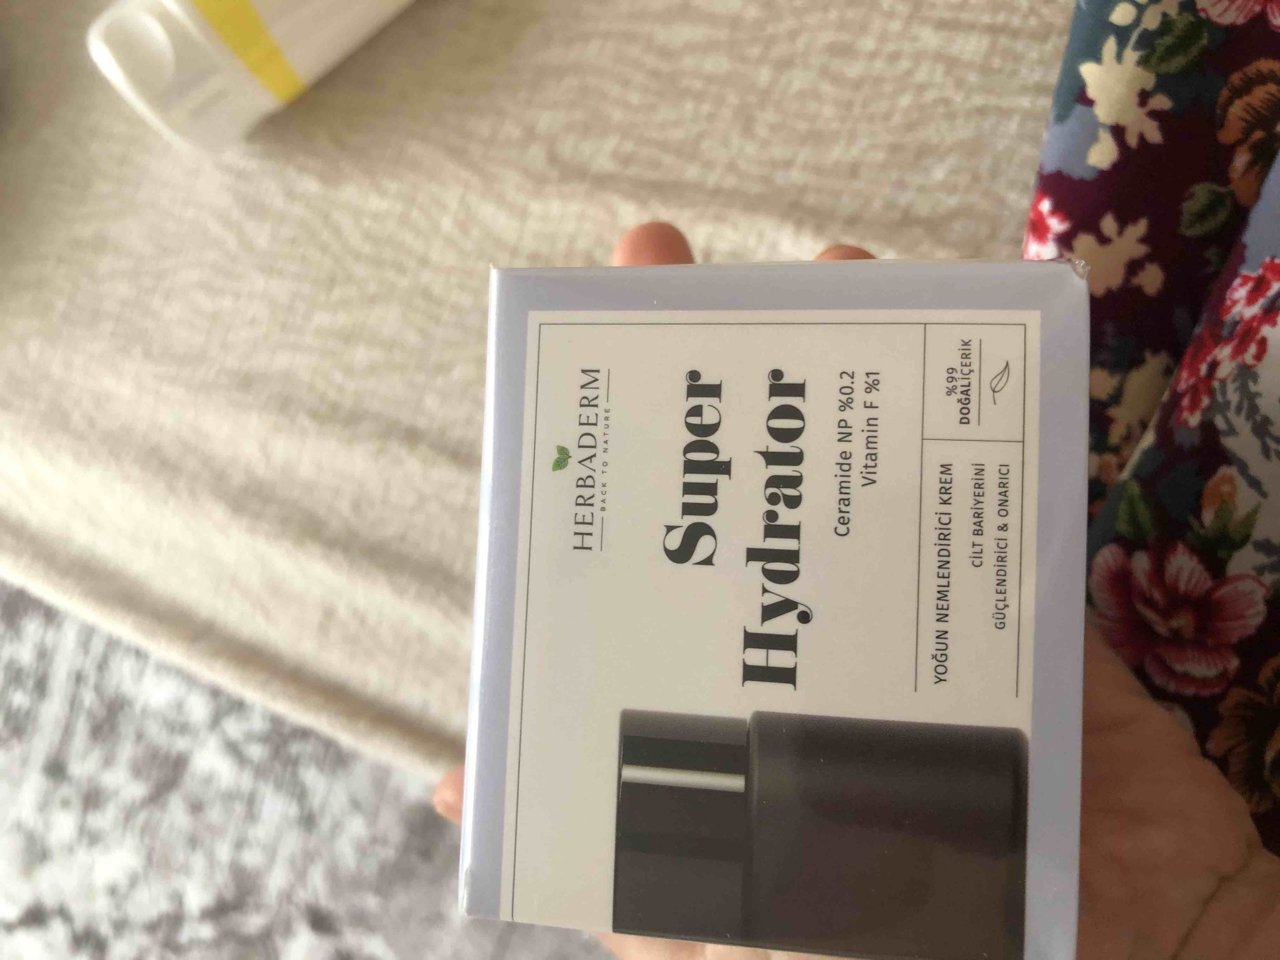 HERBADERM
BACK TO NATURE
Super
Hydrator
Ceramide NP %0.2
Vitamin F %1
YOĞUN NEMLENDİRİCİ KREM
CİLT BARİYERİNİ
GÜÇLENDİRİCİ & ONARICI
%99
DOĞALİÇERİK